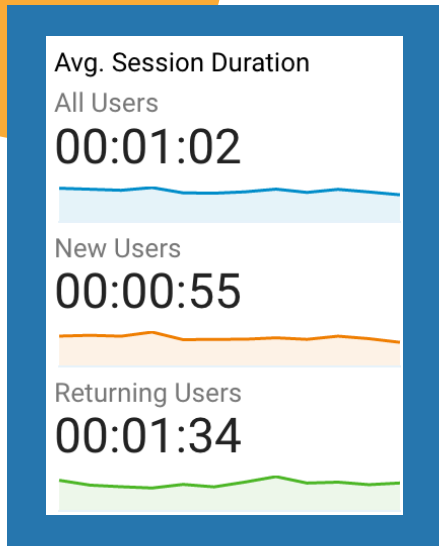 Avg. Session Duration
All Users
00:01:02
New Users
00:00:55
Returning Users
00:01:34